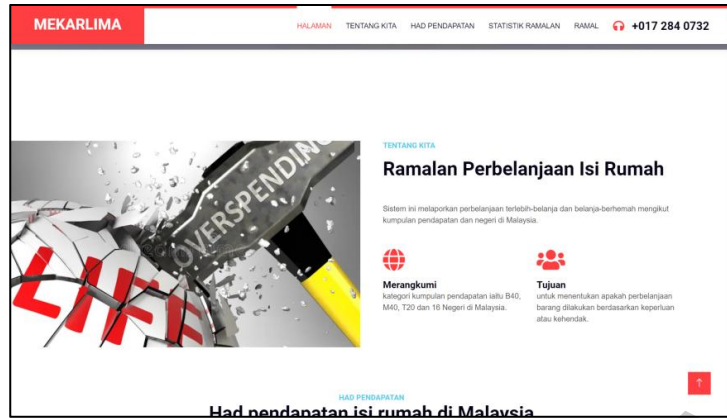 MEKARLIMA
HALAMAN TENTANG KITA HAD PENDAPATAN STATISTIK RAMALAN RAMAL +017 284 0732
OVERSPENDING
LIFE
TENTANG KITA
Ramalan Perbelanjaan Isi Rumah
Sistem ini melaporkan perbelanjaan terlebih-belanja dan belanja-berhemah mengikut
kumpulan pendapatan dan negeri di Malaysia.
Merangkumi
kategori kumpulan pendapatan iaitu B40,
M40, T20 dan 16 Negeri di Malaysia.
Tujuan
untuk menentukan apakah perbelanjaan
barang dilakukan berdasarkan keperluan
atau kehendak.
HAD PENDAPATAN
Had pendapatan isi rumah di Malaysia